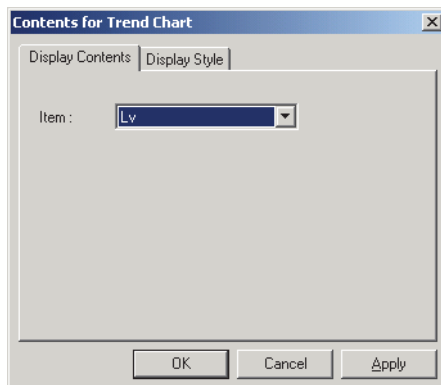 Contents for Trend Chart
Display Contents Display Style
Item : Lv
OK Cancel Apply